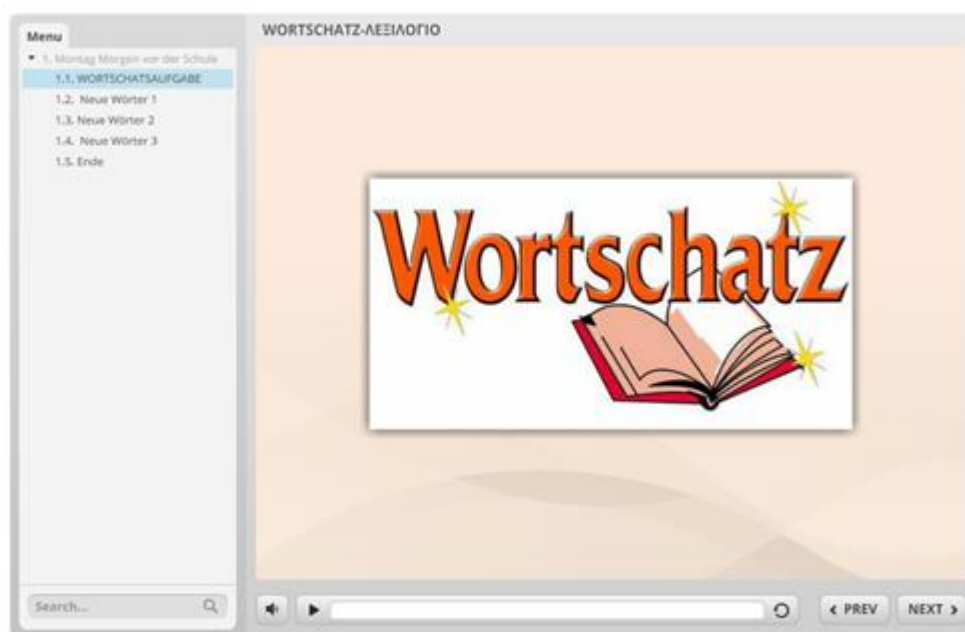 Menu
1. Montag Morgen vor der Schule
1.1. WORTSCHATSAUFGABE
1.2. Neue Wörter 1
1.3. Neue Wörter 2
1.4. Neue Wörter 3
1.5. Ende
Search...
WORTSCHATZ-ΛΕΞΙΛΟΓΙΟ
Wortschatz
PREV
NEXT